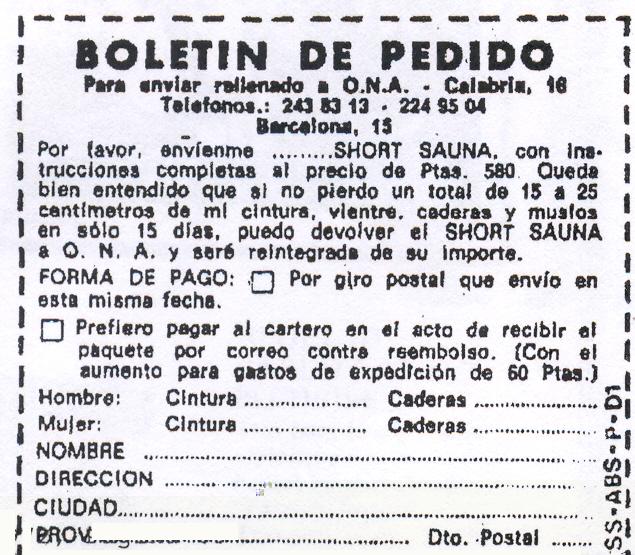 BOLETIN DE PEDIDO
Para enviar rellenado a O.N.A. - Calabria, 16
Telefonos.: 243 83 13 - 224 95 04
Barcelona, 15
Por favor, envíenme .........SHORT SAUNA, con ins-
trucciones completas al precio de Ptas. 580. Queda
bien entendido que si no pierdo un total de 15 a 25
centímetros de mi cintura, vientre, caderas y muslos
en sólo 15 días, puedo devolver el SHORT SAUNA
a O. N. A. y seré reintegrada de su importe.
FORMA DE PAGO: Por giro postal que envío en
esta misma fecha.
Prefiero pagar al cartero en el acto de recibir el
paquete por correo contra reembolso. (Con el
aumento para gastos de expedición de 60 Ptas.)
Hombre: Cintura .................... Caderas ....................
Mujer: Cintura .................... Caderas ....................
NOMBRE ....................
DIRECCION ....................
CIUDAD....................
PROV..................... Dto. Postal .......
SS-ABS-P-D1